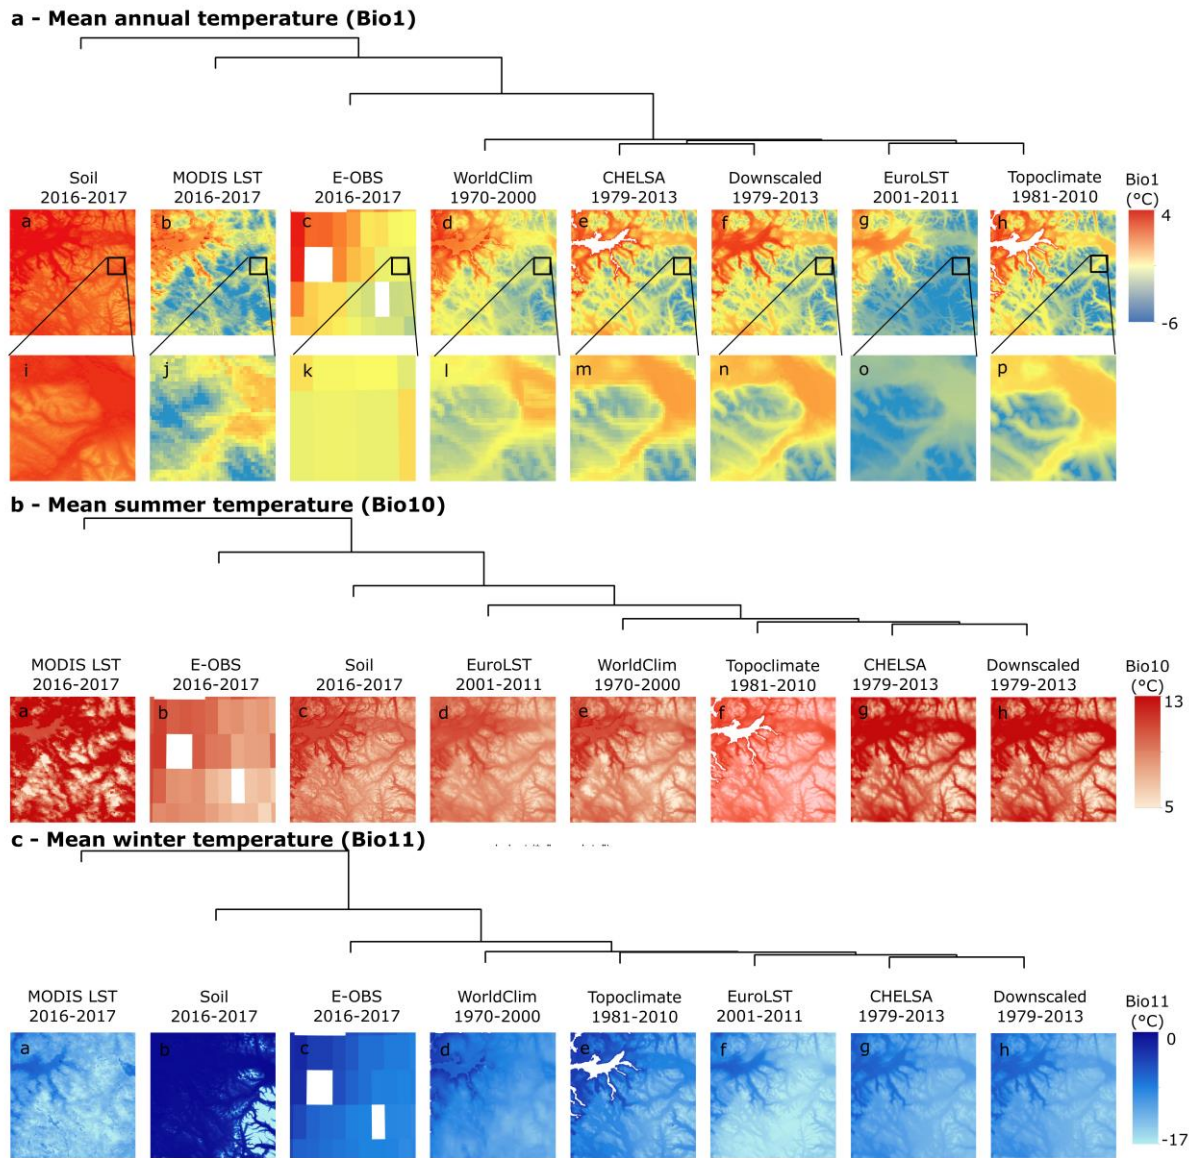 a - Mean annual temperature (Bio1)
Soil
2016-2017
MODIS LST
2016-2017
E-OBS
2016-2017
WorldClim
1970-2000
CHELSA
1979-2013
Downscaled
1979-2013
EuroLST
2001-2011
Topoclimate
1981-2010
Bio1
(°C)
a
b
c
d
e
f
g
h
4
-6
i
j
k
l
m
n
o
p
b - Mean summer temperature (Bio10)
MODIS LST
2016-2017
E-OBS
2016-2017
Soil
2016-2017
EuroLST
2001-2011
WorldClim
1970-2000
Topoclimate
1981-2010
CHELSA
1979-2013
Downscaled
1979-2013
Bio10
(°C)
a
b
c
d
e
f
g
h
13
5
c - Mean winter temperature (Bio11)
MODIS LST
2016-2017
Soil
2016-2017
E-OBS
2016-2017
WorldClim
1970-2000
Topoclimate
1981-2010
EuroLST
2001-2011
CHELSA
1979-2013
Downscaled
1979-2013
Bio11
(°C)
a
b
c
d
e
f
g
h
0
-17